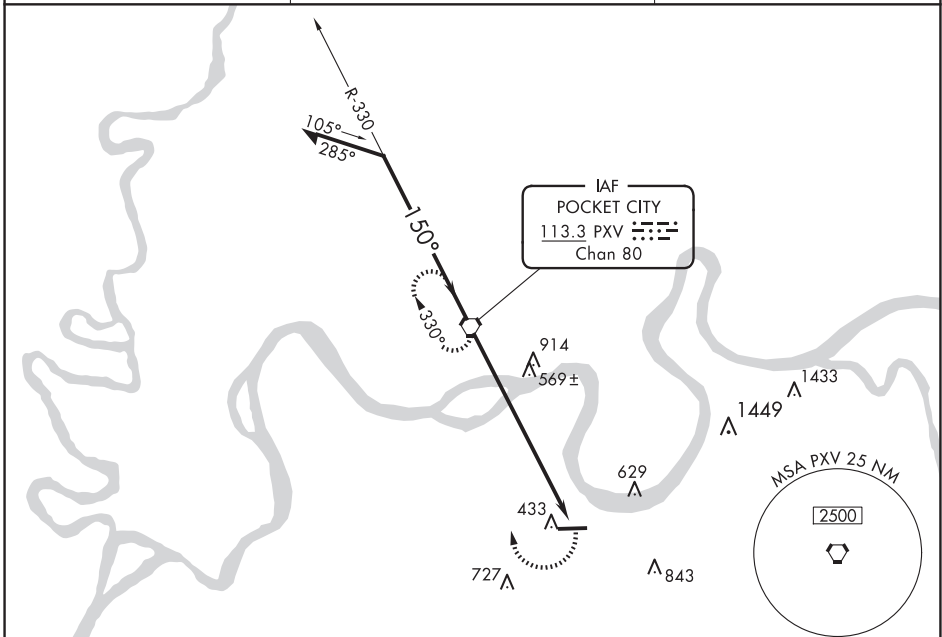 R-330
105°
285°
150°
IAF
POCKET CITY
113.3 PXV
Chan 80
330°
914
569±
1433
1449
629
433
727
843
MSA PXV 25 NM
2500